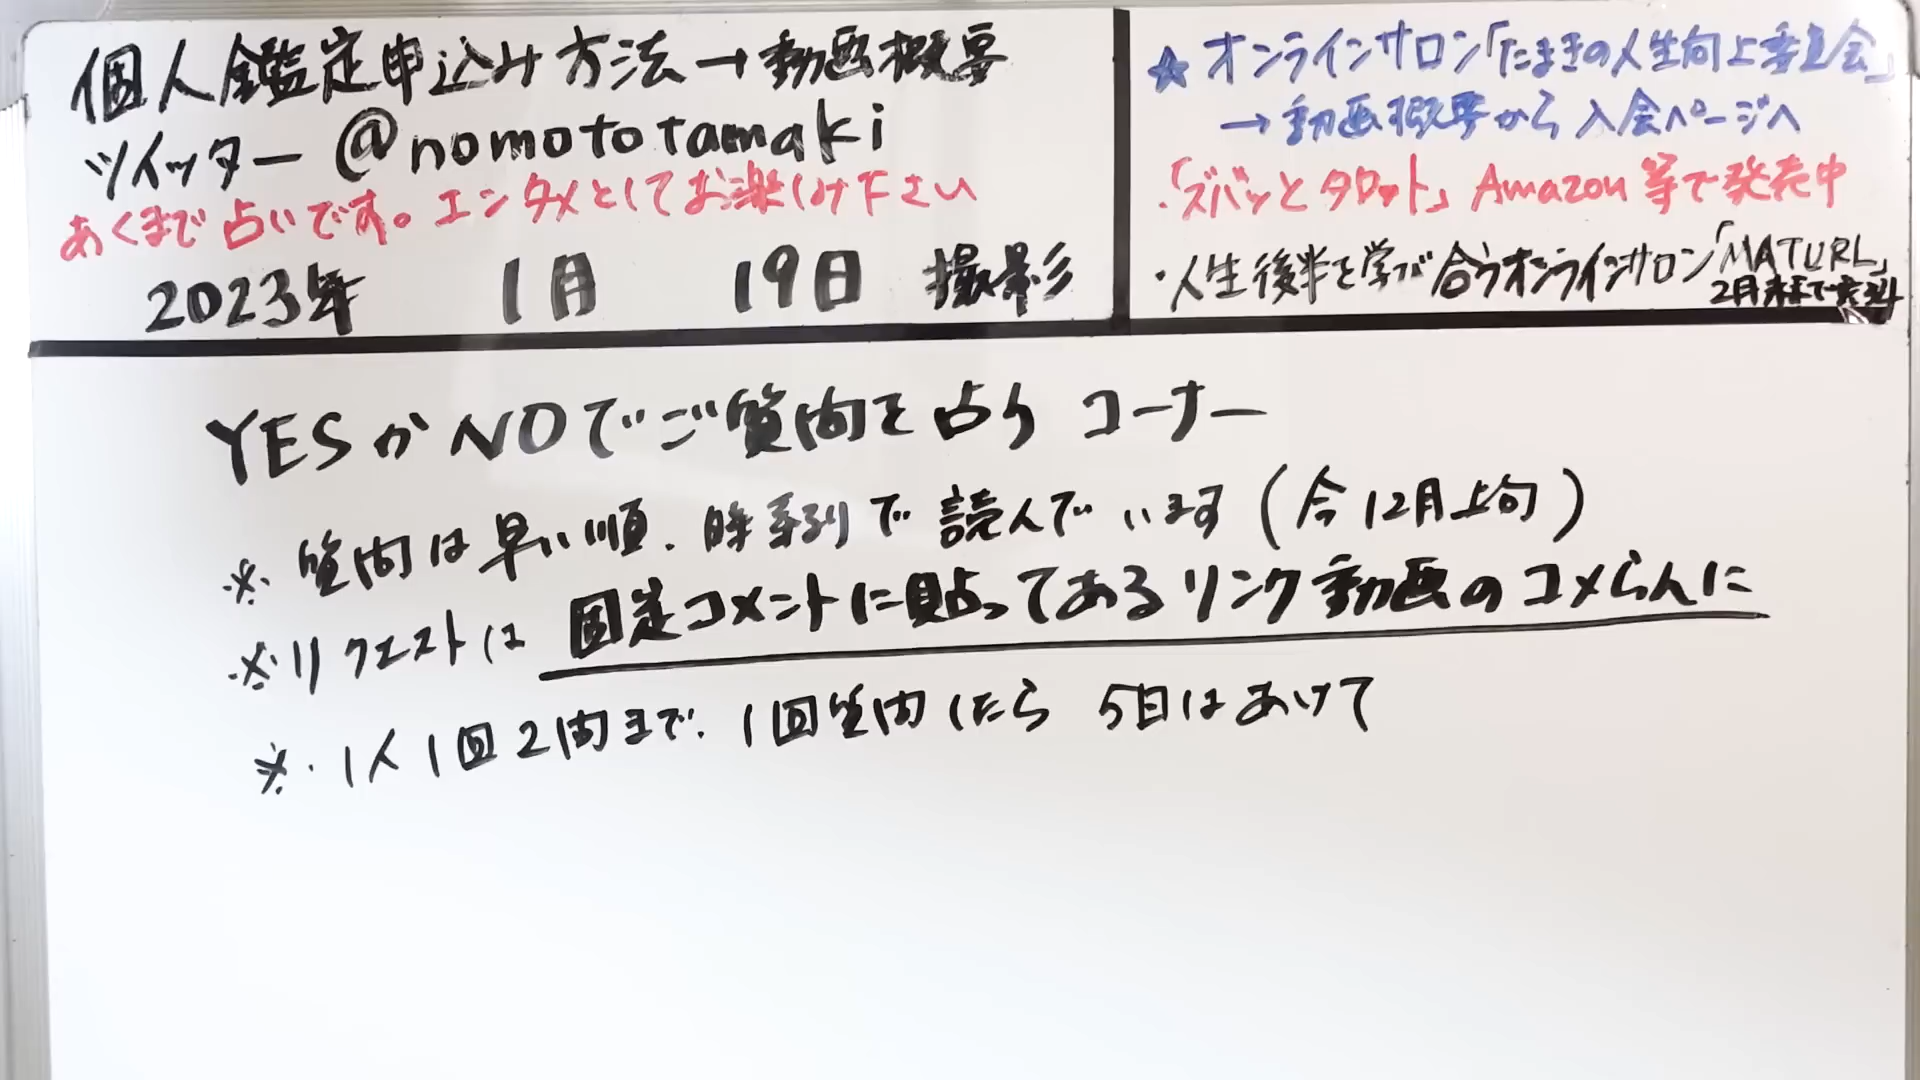 個人鑑定申込み方法→動画概要
ツイッター @nomototamaki
あくまで占いです。エンタメとしてお楽しみ下さい
2023年 1月 19日 撮影
☆オンラインサロン「たまきの人生向上委員会」
→動画概要から入会ページへ
・「ズバッとタロット」Amazon等で発売中
・人生後半を学び合うオンラインサロン「MATURL」
2月末まで無料
YESかNOでご質問を占うコーナー
※質問は早い順.時系列で読んでいます(今12月上旬)
※リクエストは固定コメントに貼ってあるリンク動画のコメらんに
※.1人1回2問まで.1回質問したら 5日はあけて